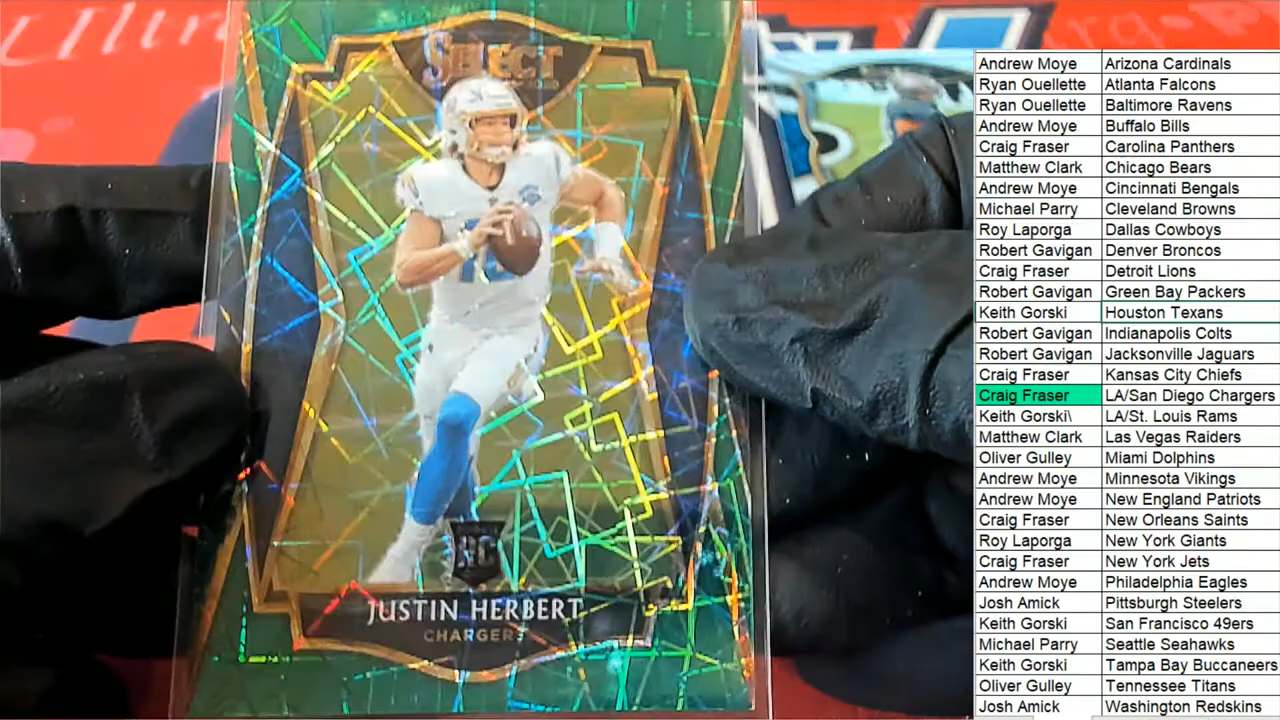 SELECT
JUSTIN HERBERT
CHARGERS
RC
Andrew Moye Arizona Cardinals
Ryan Ouellette Atlanta Falcons
Ryan Ouellette Baltimore Ravens
Andrew Moye Buffalo Bills
Craig Fraser Carolina Panthers
Matthew Clark Chicago Bears
Andrew Moye Cincinnati Bengals
Michael Parry Cleveland Browns
Roy Laporga Dallas Cowboys
Robert Gavigan Denver Broncos
Craig Fraser Detroit Lions
Robert Gavigan Green Bay Packers
Keith Gorski Houston Texans
Robert Gavigan Indianapolis Colts
Robert Gavigan Jacksonville Jaguars
Craig Fraser Kansas City Chiefs
Craig Fraser LA/San Diego Chargers
Keith Gorski\ LA/St. Louis Rams
Matthew Clark Las Vegas Raiders
Oliver Gulley Miami Dolphins
Andrew Moye Minnesota Vikings
Andrew Moye New England Patriots
Craig Fraser New Orleans Saints
Roy Laporga New York Giants
Craig Fraser New York Jets
Andrew Moye Philadelphia Eagles
Josh Amick Pittsburgh Steelers
Keith Gorski San Francisco 49ers
Michael Parry Seattle Seahawks
Keith Gorski Tampa Bay Buccaneers
Oliver Gulley Tennessee Titans
Josh Amick Washington Redskins